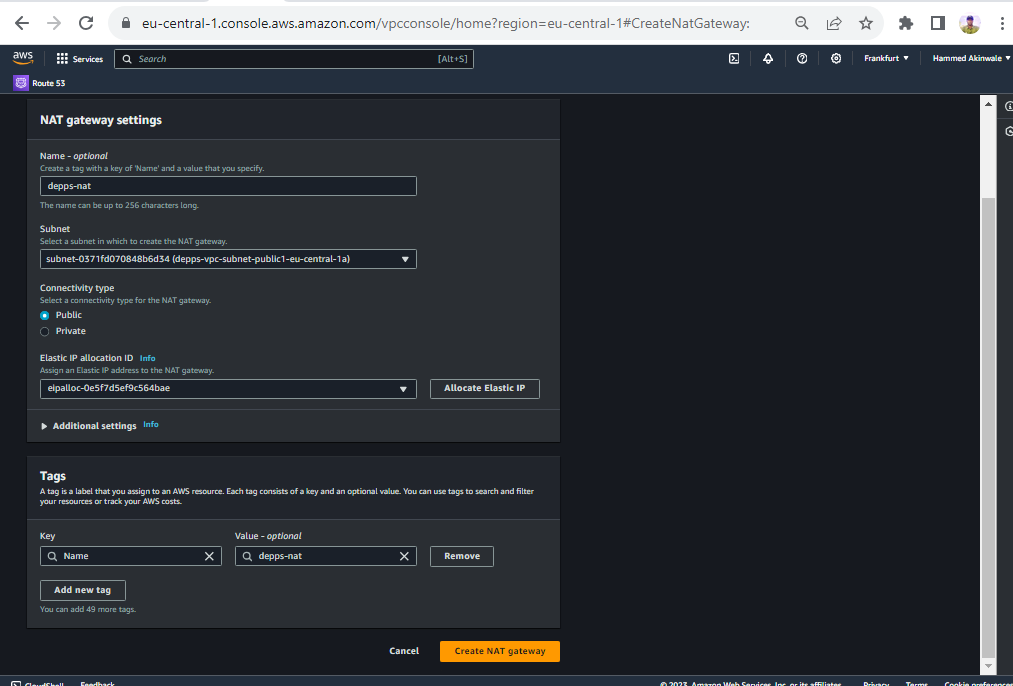 eu-central-1.console.aws.amazon.com/vpcconsole/home?region=eu-central-1#CreateNatGateway:
aws Services Search [Alt+S] Frankfurt Hammed Akinwale
Route 53
NAT gateway settings
Name - optional
Create a tag with a key of 'Name' and a value that you specify.
depps-nat
The name can be up to 256 characters long.
Subnet
Select a subnet in which to create the NAT gateway.
subnet-0371fd070848b6d34 (depps-vpc-subnet-public1-eu-central-1a)
Connectivity type
Select a connectivity type for the NAT gateway.
Public
Private
Elastic IP allocation ID Info
Assign an Elastic IP address to the NAT gateway.
eipalloc-0e5f7d5ef9c564bae Allocate Elastic IP
Additional settings Info
Tags
A tag is a label that you assign to an AWS resource. Each tag consists of a key and an optional value. You can use tags to search and filter
your resources or track your AWS costs.
Key Value - optional
Name depps-nat Remove
Add new tag
You can add 49 more tags.
Cancel Create NAT gateway
CloudShell Feedback © 2023, Amazon Web Services, Inc. or its affiliates. Privacy Terms Cookie preferences